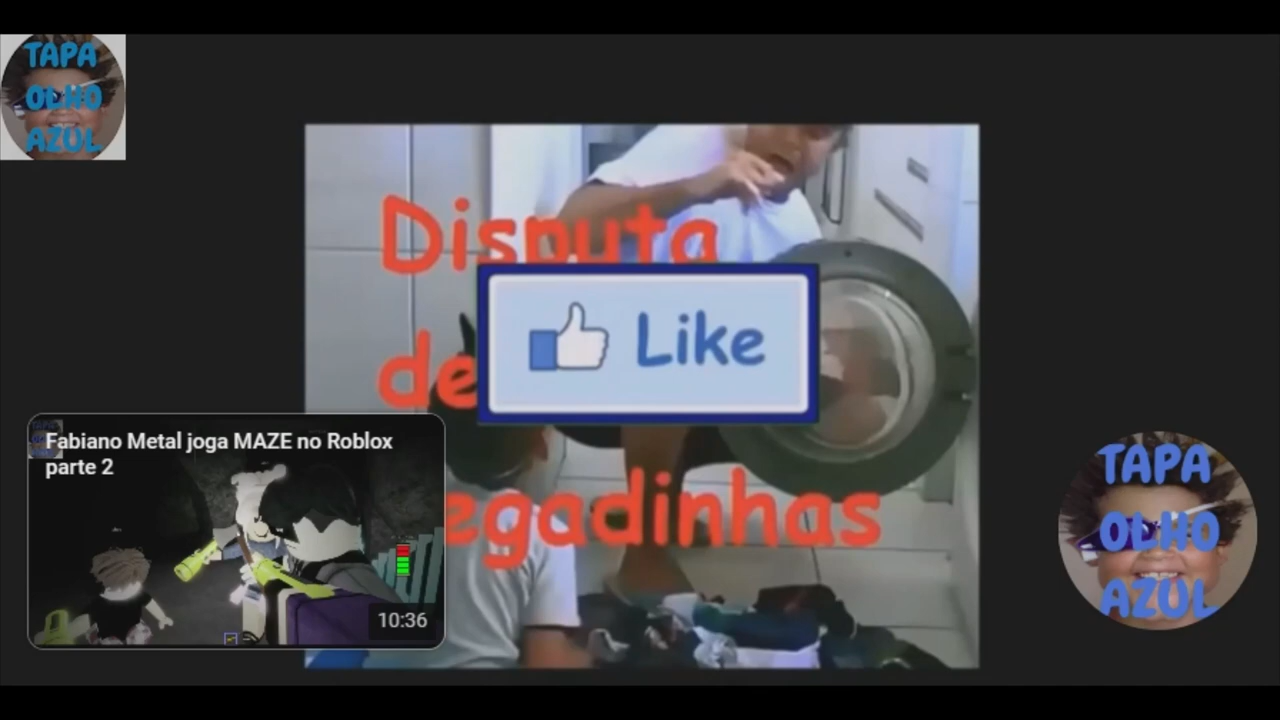 TAPA
OLHO
AZUL
Disputa
de
Like
egadinhas
Fabiano Metal joga MAZE no Roblox
parte 2
10:36
TAPA
OLHO
AZUL